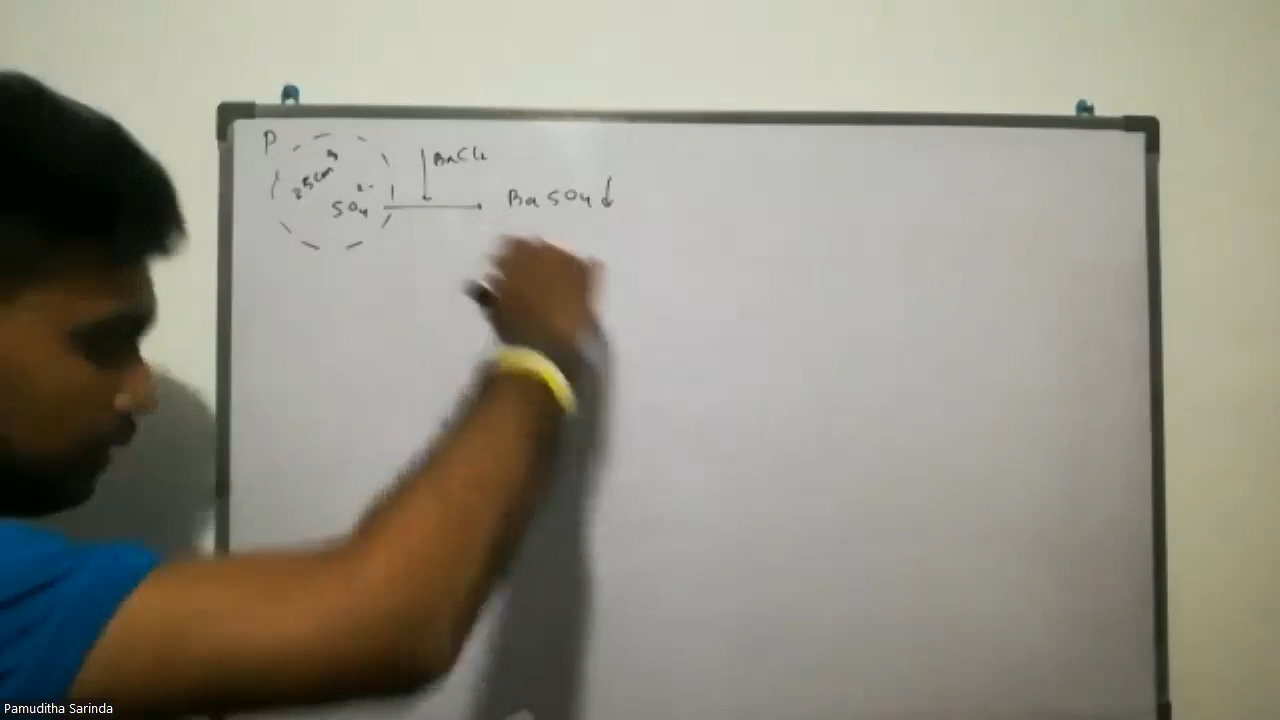 P
25cm³
BaCl₂
SO₄²⁻
BaSO₄↓
Pamuditha Sarinda